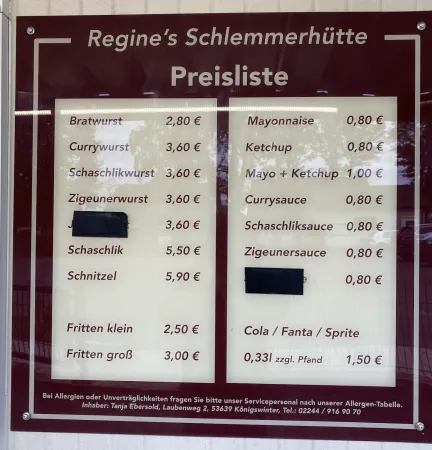 Regine's Schlemmerhütte
Preisliste
Bratwurst 2,80 €
Currywurst 3,60 €
Schaschlikwurst 3,60 €
Zigeunerwurst 3,60 €
3,60 €
Schaschlik 5,50 €
Schnitzel 5,90 €
Fritten klein 2,50 €
Fritten groß 3,00 €
Mayonnaise 0,80 €
Ketchup 0,80 €
Mayo + Ketchup 1,00 €
Currysauce 0,80 €
Schaschliksauce 0,80 €
Zigeunersauce 0,80 €
0,80 €
Cola / Fanta / Sprite
0,33l zzgl. Pfand 1,50 €
Bei Allergien oder Unverträglichkeiten fragen Sie bitte unser Servicepersonal nach unserer Allergen-Tabelle.
Inhaber: Tanja Ebersold, Laubenweg 2, 53639 Königswinter, Tel.: 02244 / 916 90 70